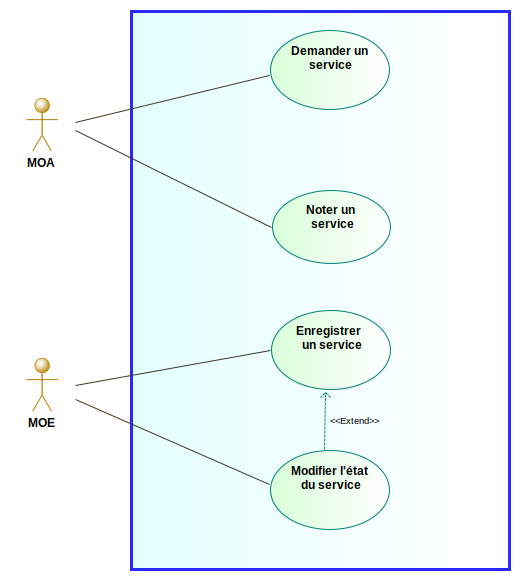 Demander un
service
MOA
Noter un
service
Enregistrer
un service
MOE
<<Extend>>
Modifier l'état
du service